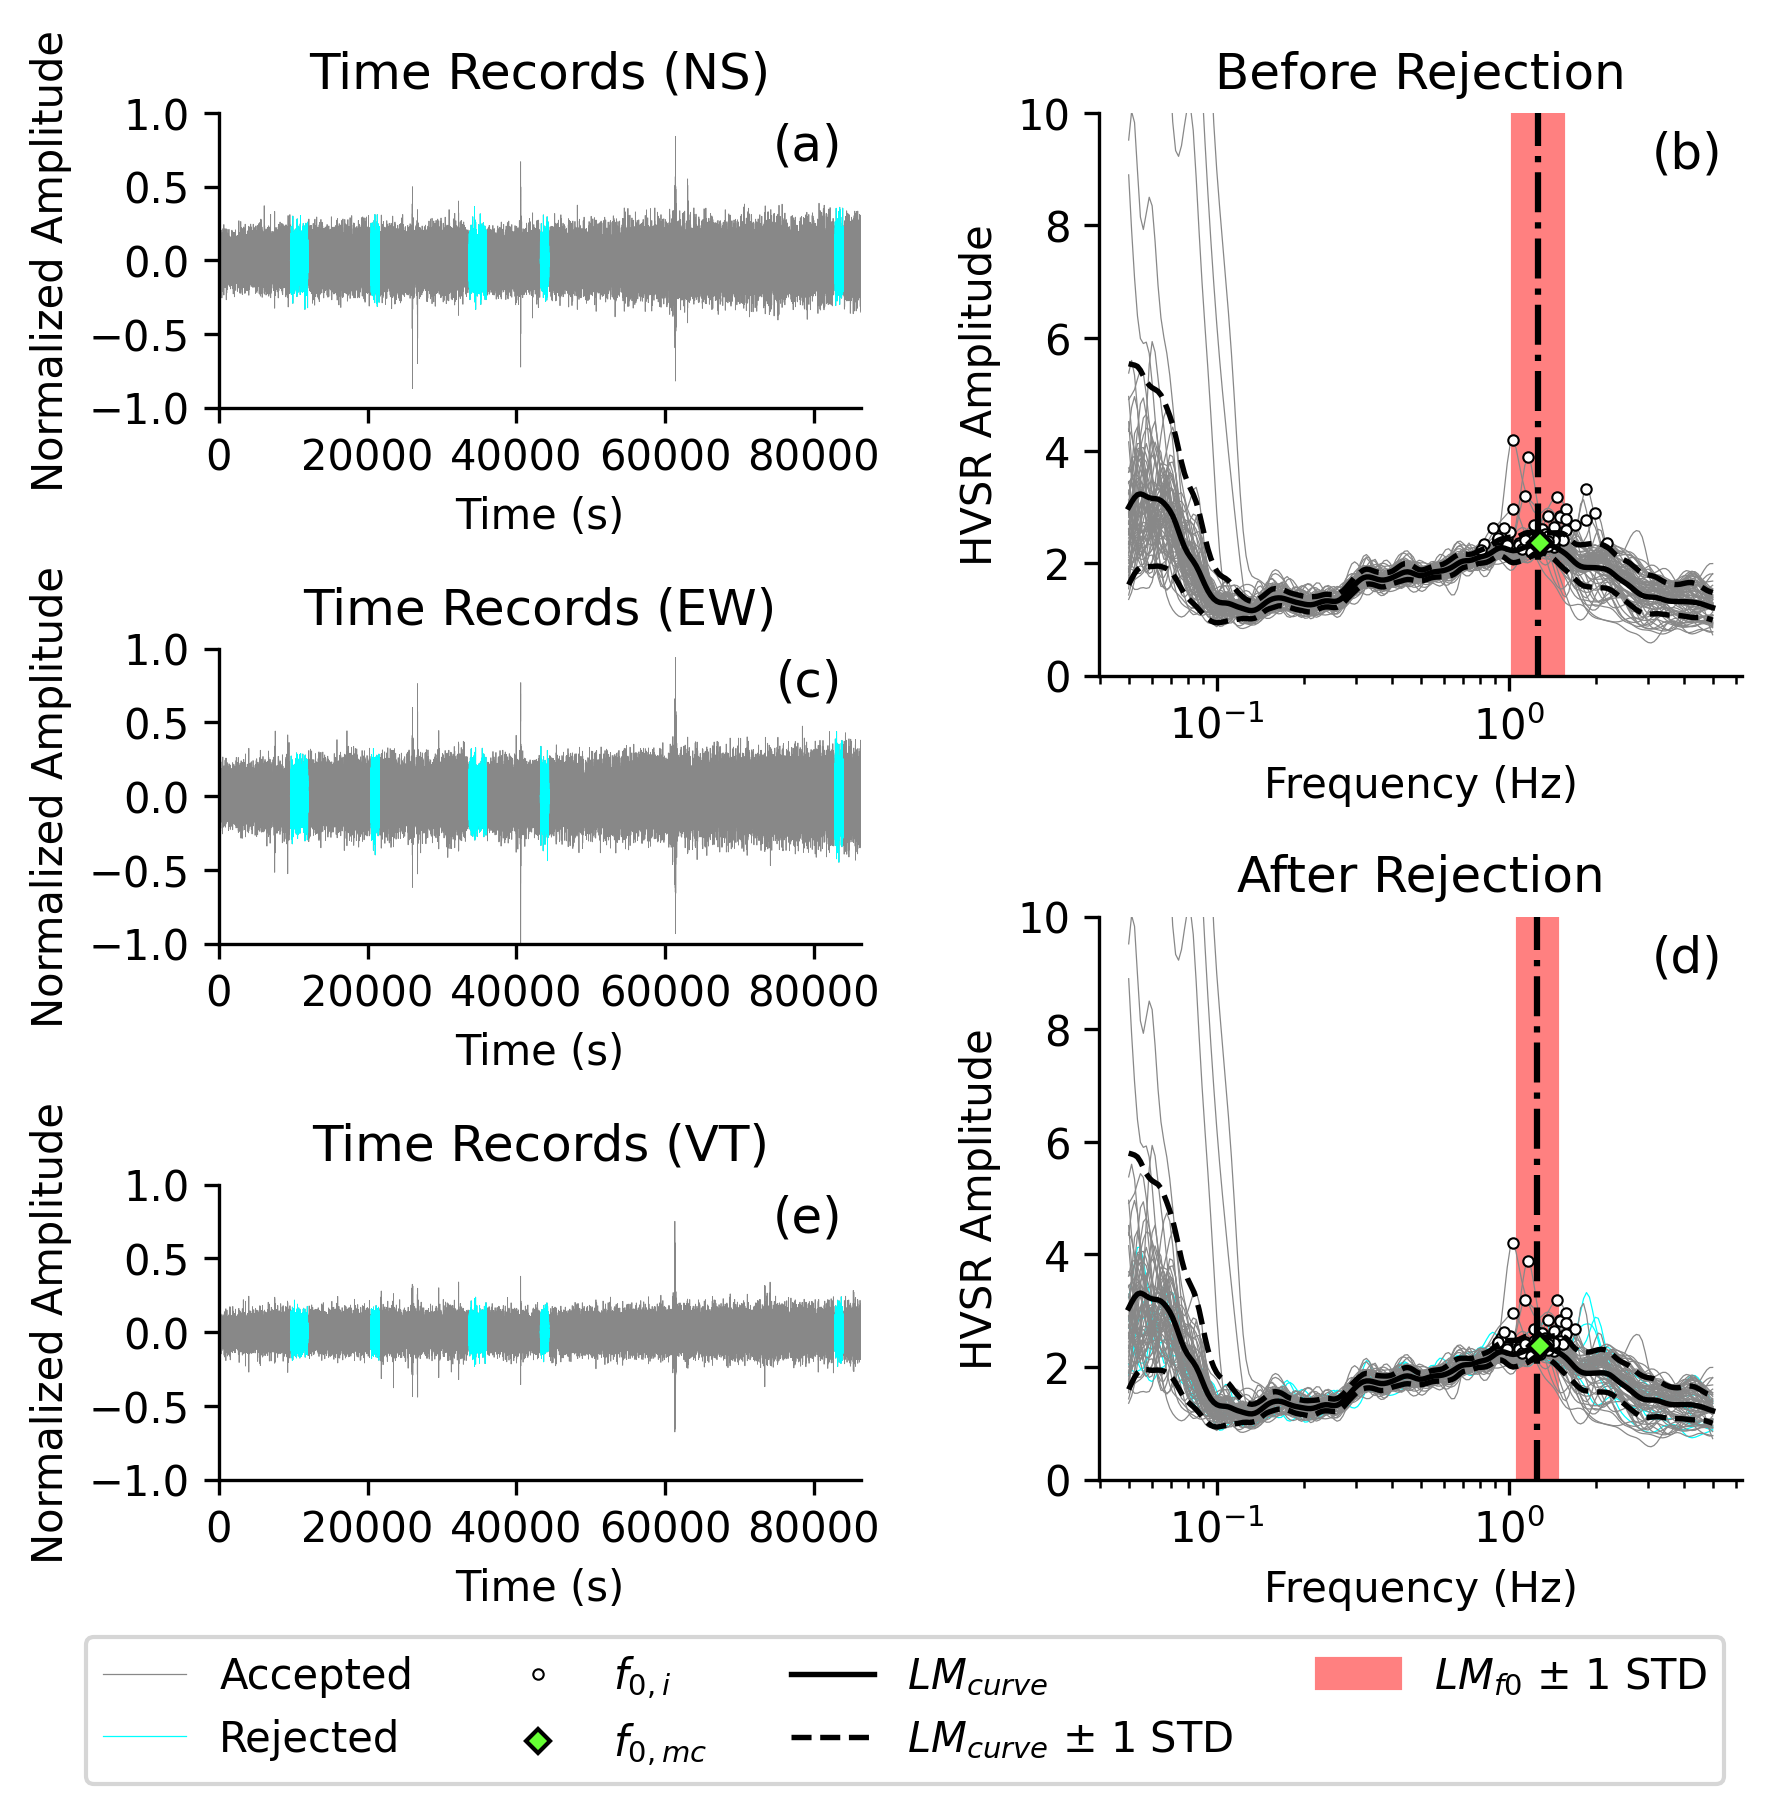 Time Records (NS)
Normalized Amplitude
1.0
0.5
0.0
−0.5
−1.0
(a)
0 20000 40000 60000 80000
Time (s)
Before Rejection
HVSR Amplitude
10
8
6
4
2
0
(b)
10⁻¹ 10⁰
Frequency (Hz)
Time Records (EW)
Normalized Amplitude
1.0
0.5
0.0
−0.5
−1.0
(c)
0 20000 40000 60000 80000
Time (s)
After Rejection
HVSR Amplitude
10
8
6
4
2
0
(d)
10⁻¹ 10⁰
Frequency (Hz)
Time Records (VT)
Normalized Amplitude
1.0
0.5
0.0
−0.5
−1.0
(e)
0 20000 40000 60000 80000
Time (s)
Accepted f0,i LMcurve LMf0 ± 1 STD
Rejected f0,mc LMcurve ± 1 STD